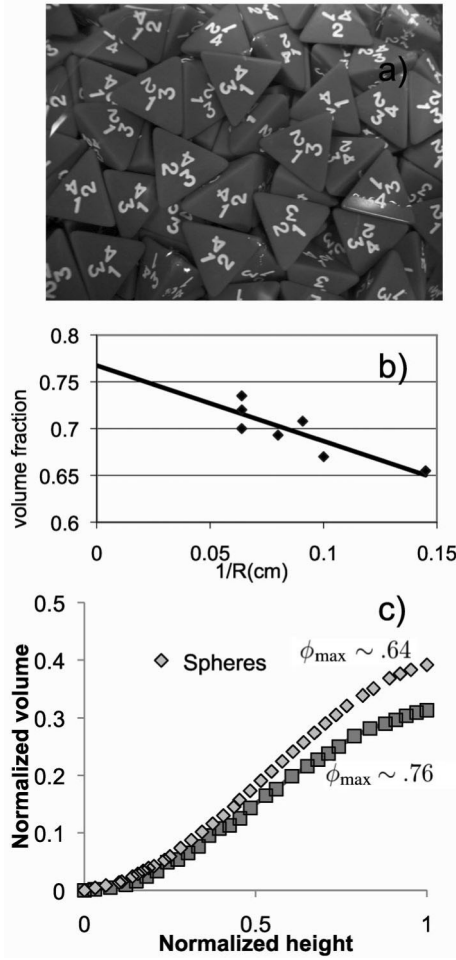 a)
0.8
0.75
0.7
0.65
0.6
volume fraction
b)
0
0.05
0.1
0.15
1/R(cm)
c)
0.5
0.4
0.3
0.2
0.1
0
Normalized volume
Spheres
ϕmax ∼ .64
ϕmax ∼ .76
0
0.5
1
Normalized height